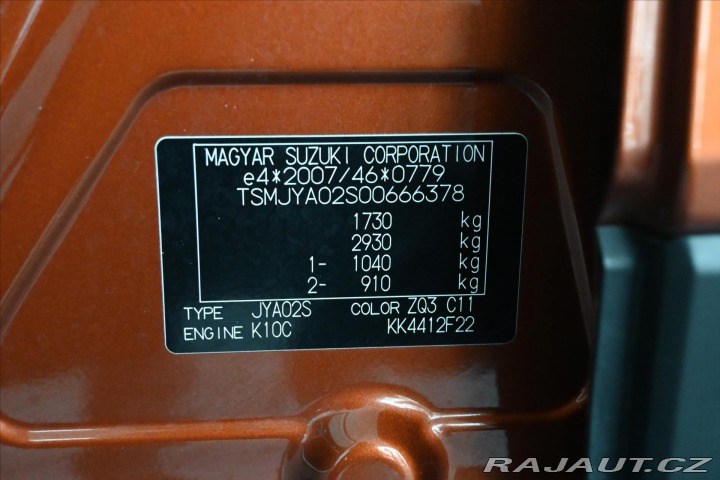 MAGYAR SUZUKI CORPORATION
e4*2007/46*0779
TSMJYA02S00666378
1730 kg
2930 kg
1- 1040 kg
2- 910 kg
TYPE JYA02S COLOR ZQ3 C11
ENGINE K10C KK4412F22
RAJAUT.CZ